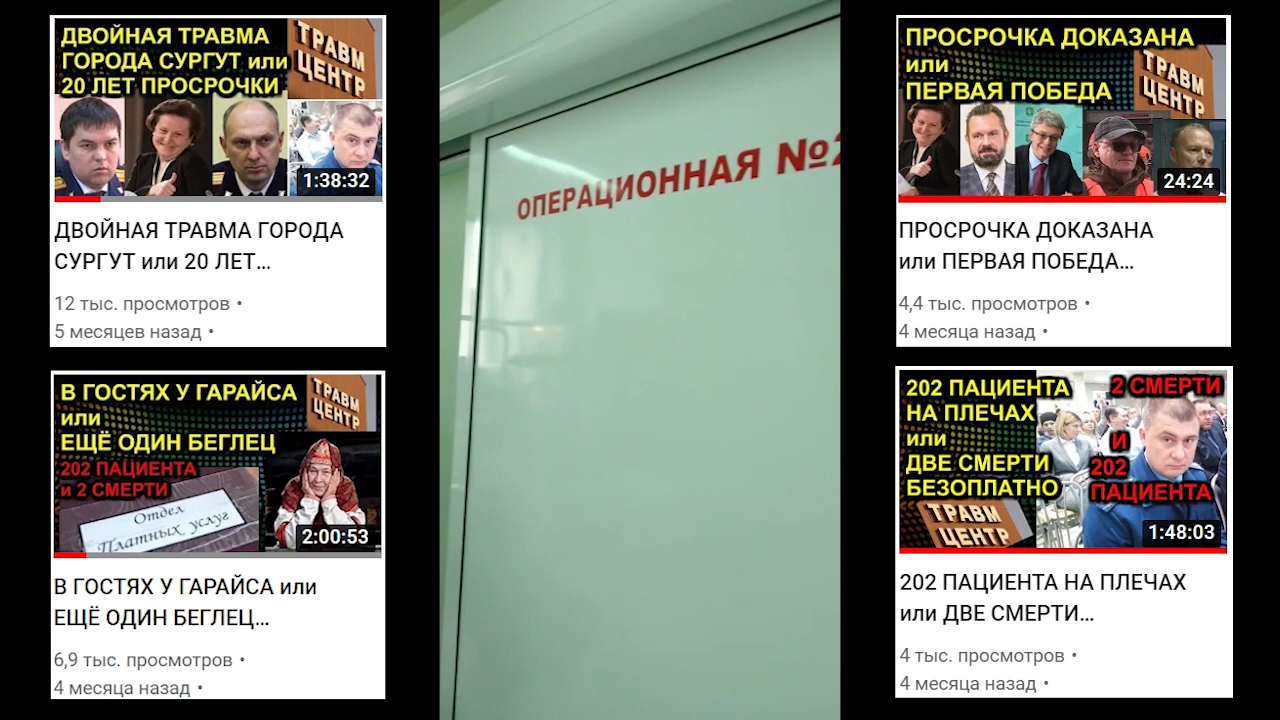 ДВОЙНАЯ ТРАВМА
ГОРОДА СУРГУТ или
20 ЛЕТ ПРОСРОЧКИ
ТРАВМ
ЦЕНТР
1:38:32
ДВОЙНАЯ ТРАВМА ГОРОДА
СУРГУТ или 20 ЛЕТ...
12 тыс. просмотров •
5 месяцев назад •
В ГОСТЯХ У ГАРАЙСА
или
ЕЩЁ ОДИН БЕГЛЕЦ
202 ПАЦИЕНТА
и 2 СМЕРТИ
ТРАВМ
ЦЕНТР
Отдел
Платных услуг
2:00:53
В ГОСТЯХ У ГАРАЙСА или
ЕЩЁ ОДИН БЕГЛЕЦ...
6,9 тыс. просмотров •
4 месяца назад •
ОПЕРАЦИОННАЯ №2
ПРОСРОЧКА ДОКАЗАНА
или
ПЕРВАЯ ПОБЕДА
ТРАВМ
ЦЕНТР
24:24
ПРОСРОЧКА ДОКАЗАНА
или ПЕРВАЯ ПОБЕДА...
4,4 тыс. просмотров •
4 месяца назад •
202 ПАЦИЕНТА
НА ПЛЕЧАХ
или
ДВЕ СМЕРТИ
БЕЗОПЛАТНО
2 СМЕРТИ
И
202
ПАЦИЕНТА
ТРАВМ
ЦЕНТР
1:48:03
202 ПАЦИЕНТА НА ПЛЕЧАХ
или ДВЕ СМЕРТИ...
4 тыс. просмотров •
4 месяца назад •